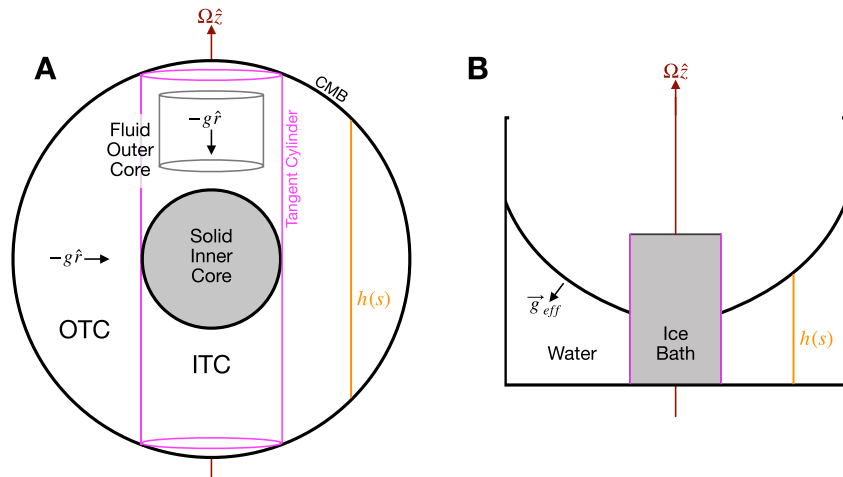 A
Ωẑ
CMB
−gr̂
Fluid
Outer
Core
Tangent Cylinder
Solid
Inner
Core
−gr̂
h(s)
OTC
ITC
B
Ωẑ
g⃗eff
Water
Ice
Bath
h(s)